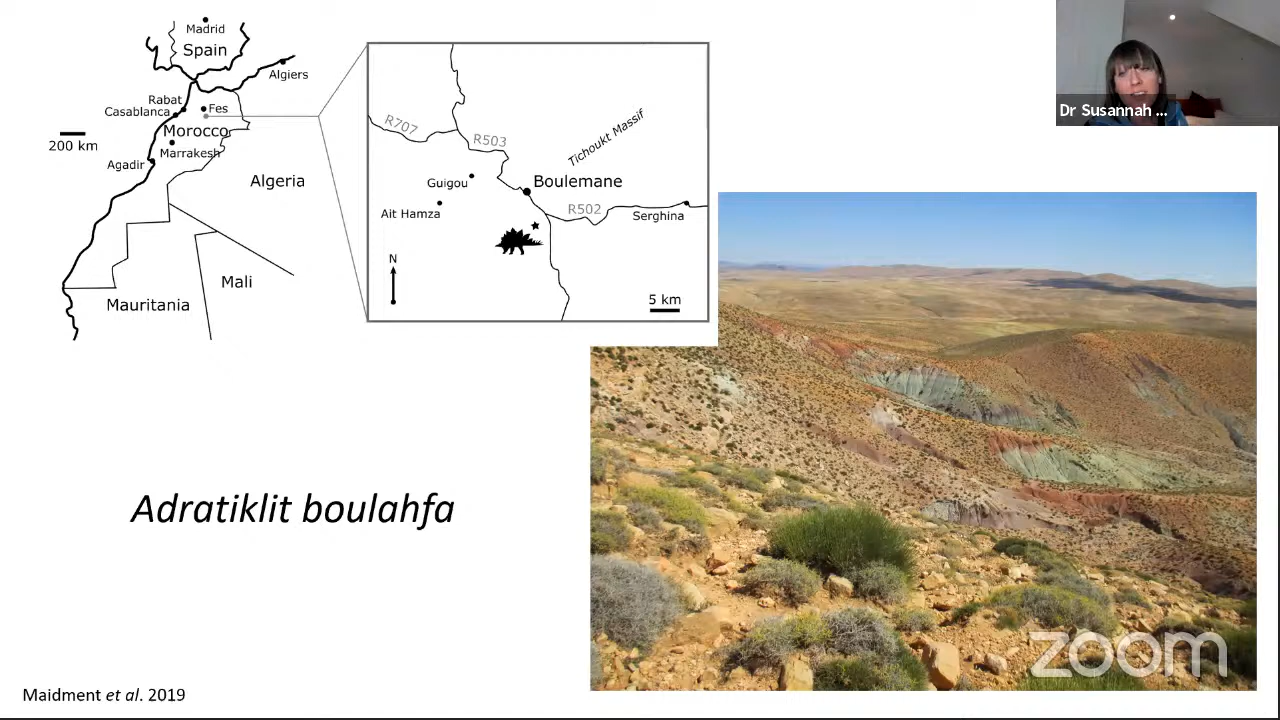 Madrid
Spain
Algiers
Rabat
Casablanca
Fes
Morocco
200 km
Marrakesh
Agadir
Algeria
Mali
Mauritania
R707
R503
Tichoukt Massif
Guigou
Boulemane
Ait Hamza
R502
Serghina
N
5 km
Dr Susannah ...
Adratiklit boulahfa
zoom
Maidment et al. 2019